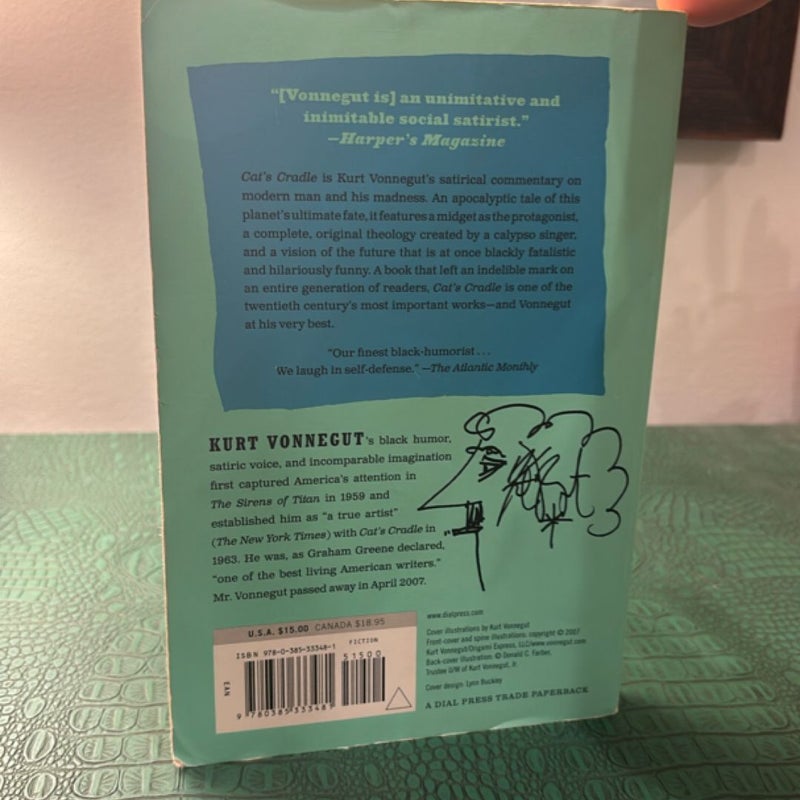 “[Vonnegut is] an unimitative and
inimitable social satirist.”
—Harper's Magazine
Cat's Cradle is Kurt Vonnegut's satirical commentary on
modern man and his madness. An apocalyptic tale of this
planet's ultimate fate, it features a midget as the protagonist,
a complete, original theology created by a calypso singer,
and a vision of the future that is at once blackly fatalistic
and hilariously funny. A book that left an indelible mark on
an entire generation of readers, Cat's Cradle is one of the
twentieth century's most important works—and Vonnegut
at his very best.
“Our finest black-humorist . . .
We laugh in self-defense.” —The Atlantic Monthly
KURT VONNEGUT's black humor,
satiric voice, and incomparable imagination
first captured America's attention in
The Sirens of Titan in 1959 and
established him as “a true artist”
(The New York Times) with Cat's Cradle in
1963. He was, as Graham Greene declared,
“one of the best living American writers.”
Mr. Vonnegut passed away in April 2007.
U.S.A. $15.00 CANADA $18.95
FICTION
ISBN 978-0-385-33348-1
51500
EAN
9 780385 333481
www.dialpress.com
Cover illustrations by Kurt Vonnegut
Front-cover and spine illustrations: copyright © 2007
Kurt Vonnegut/Origami Express, LLC/www.vonnegut.com
Back-cover illustration: © Donald C. Farber,
Trustee U/W of Kurt Vonnegut, Jr.
Cover design: Lynn Buckley
A DIAL PRESS TRADE PAPERBACK